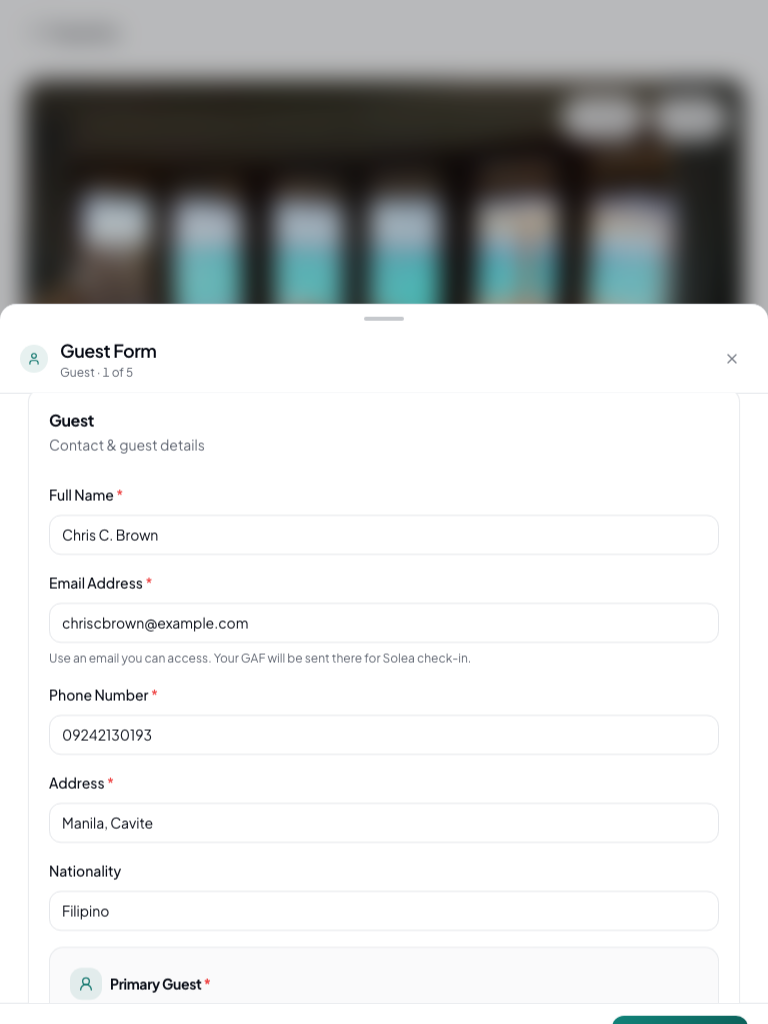 Guest Form
Guest · 1 of 5
Guest
Contact & guest details
Full Name *
Chris C. Brown
Email Address *
chriscbrown@example.com
Use an email you can access. Your GAF will be sent there for Solea check-in.
Phone Number *
09242130193
Address *
Manila, Cavite
Nationality
Filipino
Primary Guest *